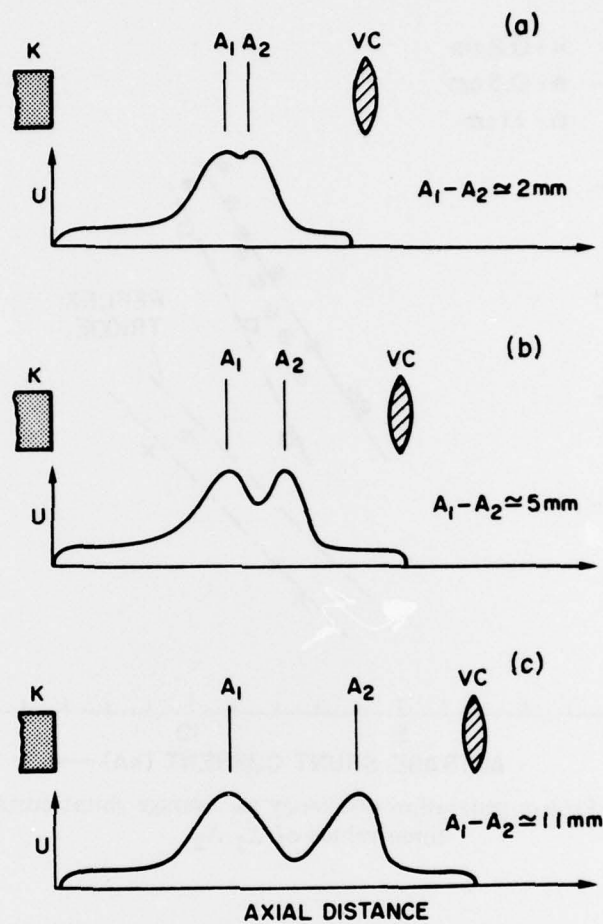 (a)
K A₁ A₂ VC
U
A₁-A₂ ≃ 2mm
(b)
K A₁ A₂ VC
U
A₁-A₂ ≃ 5mm
(c)
K A₁ A₂ VC
U
A₁-A₂ ≃ 11mm
AXIAL DISTANCE